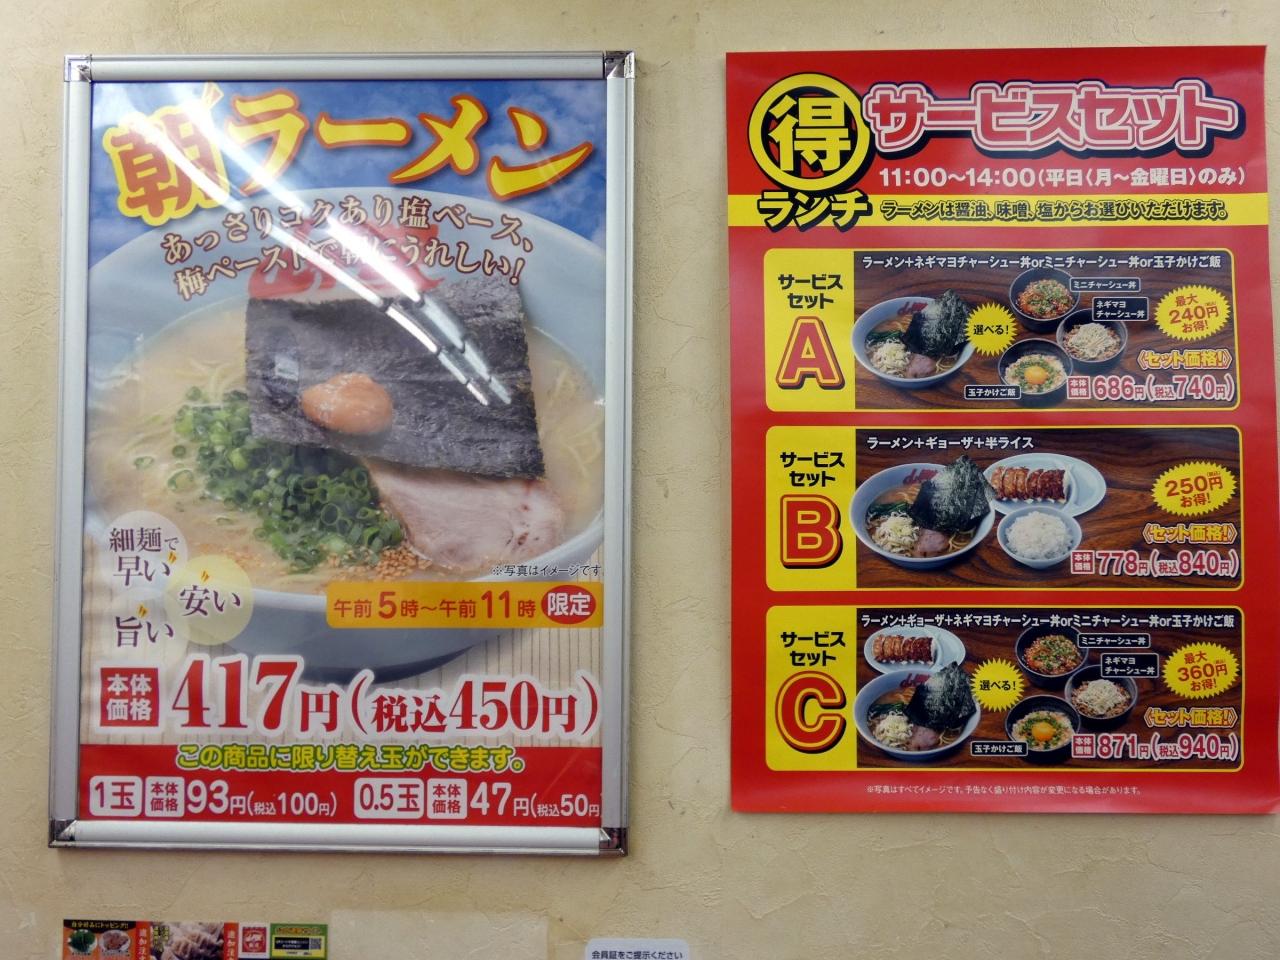 朝ラーメン
あっさりコクあり塩ベース、
梅ペーストで朝にうれしい!
細麺で
早い
安い
旨い
※写真はイメージです
午前5時～午前11時 限定
本体価格 417円(税込450円)
この商品に限り替え玉ができます。
1玉 本体価格 93円(税込100円) 0.5玉 本体価格 47円(税込50円
得
ランチ
サービスセット
11:00～14:00(平日〈月～金曜日〉のみ)
ラーメンは醤油、味噌、塩からお選びいただけます。
サービス
セット
A
ラーメン+ネギマヨチャーシュー丼orミニチャーシュー丼or玉子かけご飯
ミニチャーシュー丼
ネギマヨ
チャーシュー丼
選べる!
玉子かけご飯
最大
240円
お得!
〈セット価格!〉
本体価格 686円(税込740円)
サービス
セット
B
ラーメン+ギョーザ+半ライス
250円
お得!
〈セット価格!〉
本体価格 778円(税込840円)
サービス
セット
C
ラーメン+ギョーザ+ネギマヨチャーシュー丼orミニチャーシュー丼or玉子かけご飯
ミニチャーシュー丼
ネギマヨ
チャーシュー丼
選べる!
玉子かけご飯
最大
360円
お得!
〈セット価格!〉
本体価格 871円(税込940円)
※写真はすべてイメージです。予告なく盛り付け内容が変更になる場合があります。
自分好みにトッピング!!
会員証をご提示ください